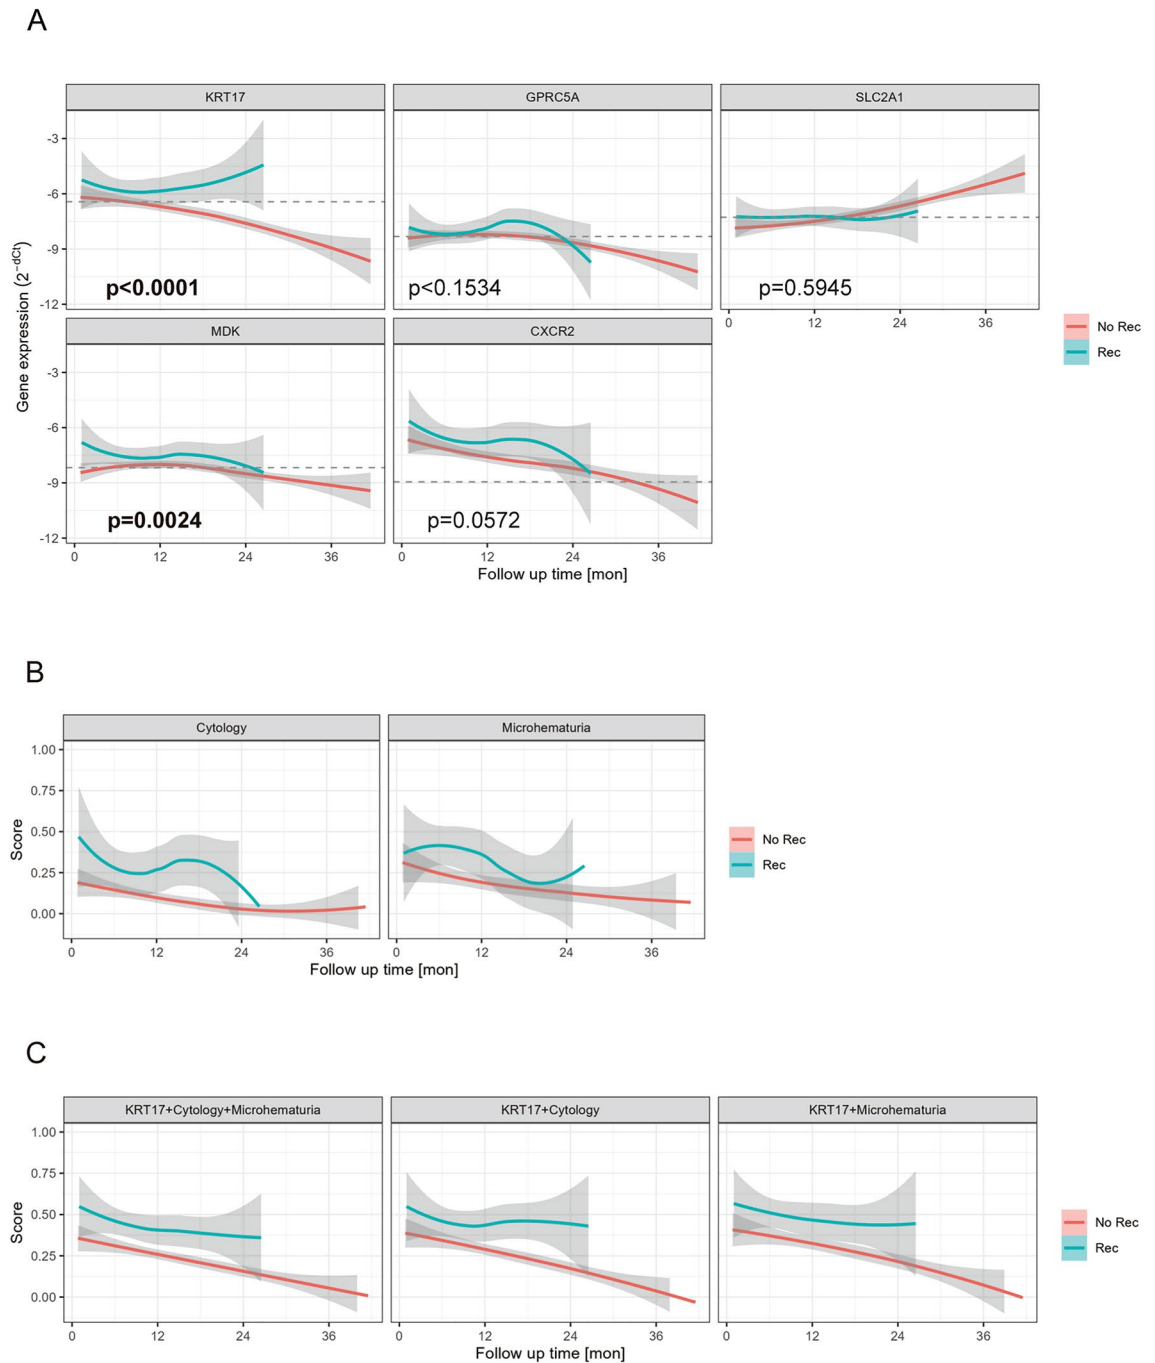 A
KRT17
GPRC5A
SLC2A1
-3
-6
-9
-12
p<0.0001
p<0.1534
p=0.5945
0
12
24
36
MDK
CXCR2
-3
-6
-9
-12
p=0.0024
p=0.0572
0
12
24
36
0
12
24
36
Gene expression (2^-dCt)
Follow up time [mon]
No Rec
Rec
B
Cytology
Microhematuria
1.00
0.75
0.50
0.25
0.00
Score
0
12
24
36
0
12
24
36
Follow up time [mon]
No Rec
Rec
C
KRT17+Cytology+Microhematuria
KRT17+Cytology
KRT17+Microhematuria
1.00
0.75
0.50
0.25
0.00
Score
0
12
24
36
0
12
24
36
0
12
24
36
Follow up time [mon]
No Rec
Rec